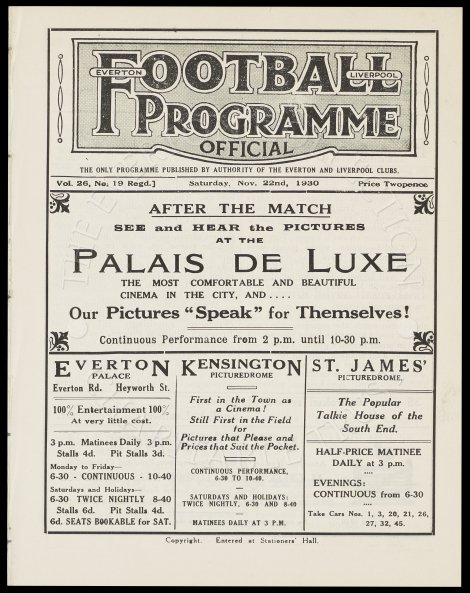 FOOTBALL
EVERTON
LIVERPOOL
PROGRAMME
OFFICIAL
THE ONLY PROGRAMME PUBLISHED BY AUTHORITY OF THE EVERTON AND LIVERPOOL CLUBS.
Vol. 26, No. 19 Regd.] Saturday, Nov. 22nd, 1930 Price Twopence
AFTER THE MATCH
SEE and HEAR the PICTURES
AT THE
PALAIS DE LUXE
THE MOST COMFORTABLE AND BEAUTIFUL
CINEMA IN THE CITY, AND ....
Our Pictures "Speak" for Themselves!
Continuous Performance from 2 p.m. until 10-30 p.m.
EVERTON
PALACE
Everton Rd. Heyworth St.
100% Entertainment 100%
At very little cost.
3 p.m. Matinees Daily 3 p.m.
Stalls 4d. Pit Stalls 3d.
Monday to Friday—
6-30 - CONTINUOUS - 10-40
Saturdays and Holidays—
6-30 TWICE NIGHTLY 8-40
Stalls 6d. Pit Stalls 4d.
6d. SEATS BOOKABLE for SAT.
KENSINGTON
PICTUREDROME
First in the Town as
a Cinema!
Still First in the Field
for
Pictures that Please and
Prices that Suit the Pocket.
CONTINUOUS PERFORMANCE,
6-30 TO 10-40.
SATURDAYS AND HOLIDAYS:
TWICE NIGHTLY, 6-30 AND 8-40
MATINEES DAILY AT 3 P.M.
ST. JAMES'
PICTUREDROME,
The Popular
Talkie House of the
South End.
HALF-PRICE MATINEE
DAILY at 3 p.m.
....
EVENINGS:
CONTINUOUS from 6-30
....
Take Cars Nos. 1, 3, 20, 21, 26,
27, 32, 45.
Copyright. Entered at Stationers' Hall.